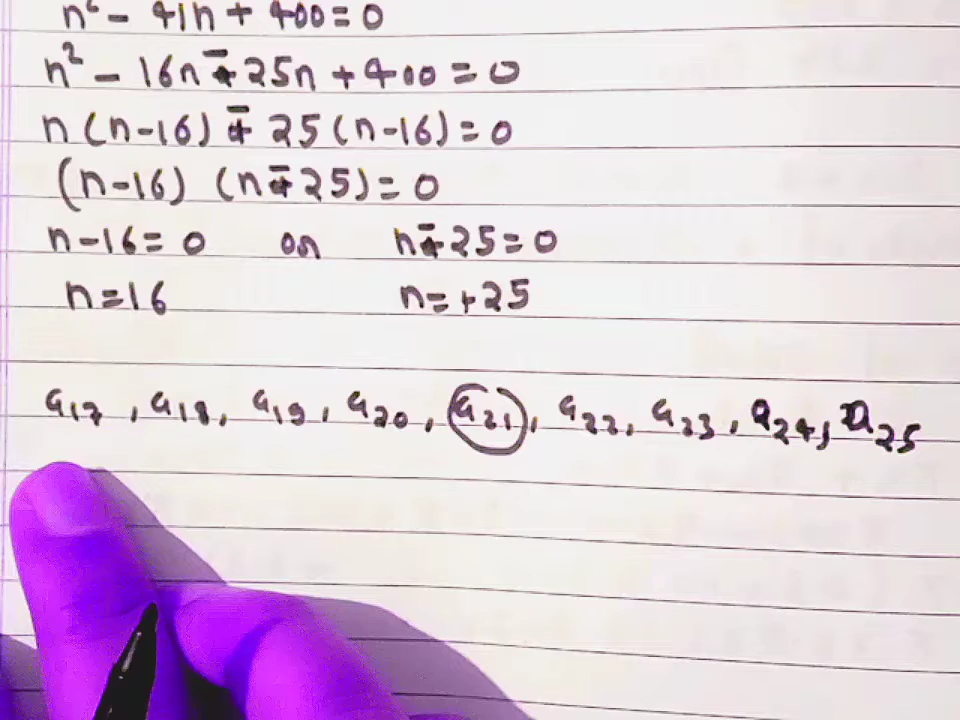 n² - 41n + 400 = 0
n² - 16n - 25n + 400 = 0
n (n-16) - 25 (n-16) = 0
(n-16) (n-25) = 0
n-16 = 0 or n-25 = 0
n=16 n=+25
a17, a18, a19, a20, a21, a22, a23, a24, a25